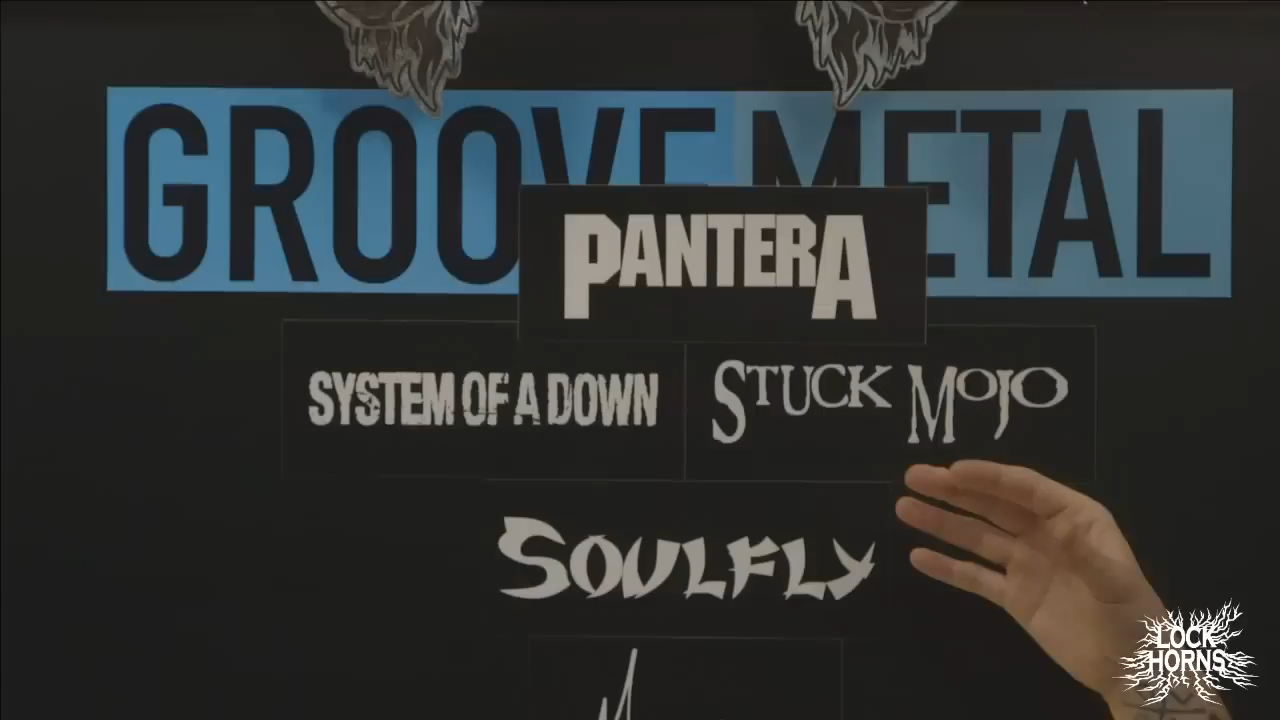 GROOVE METAL
PANTERA
SYSTEM OF A DOWN
STUCK MOJO
SOULFLY
LOCK
HORNS